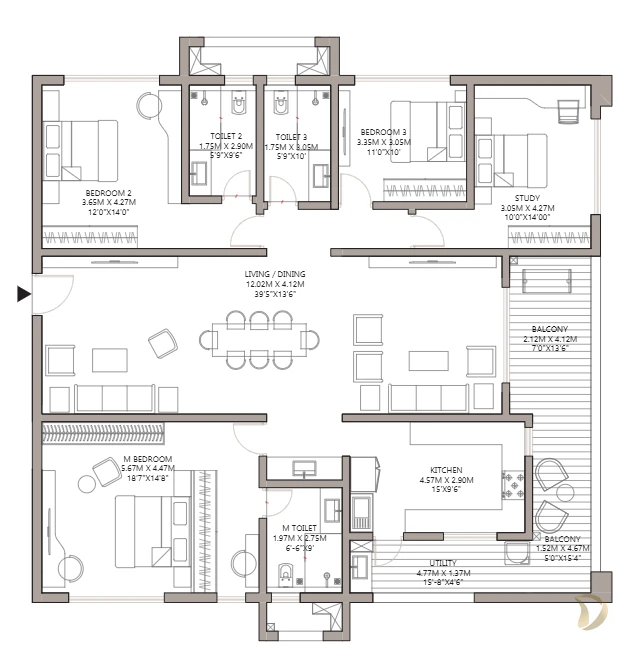 TOILET 2
1.75M X 2.90M
5'9"X9'6"
TOILET 3
1.75M X 3.05M
5'9"X10'
BEDROOM 3
3.35M X 3.05M
11'0"X10'
BEDROOM 2
3.65M X 4.27M
12'0"X14'0"
STUDY
3.05M X 4.27M
10'0"X14'00"
LIVING / DINING
12.02M X 4.12M
39'5"X13'6"
BALCONY
2.12M X 4.12M
7'0"X13'6"
M BEDROOM
5.67M X 4.47M
18'7"X14'8"
KITCHEN
4.57M X 2.90M
15'X9'6"
M TOILET
1.97M X 2.75M
6'-6"X9'
BALCONY
1.52M X 4.67M
5'0"X15'4"
UTILITY
4.77M X 1.37M
15'-8"X4'6"